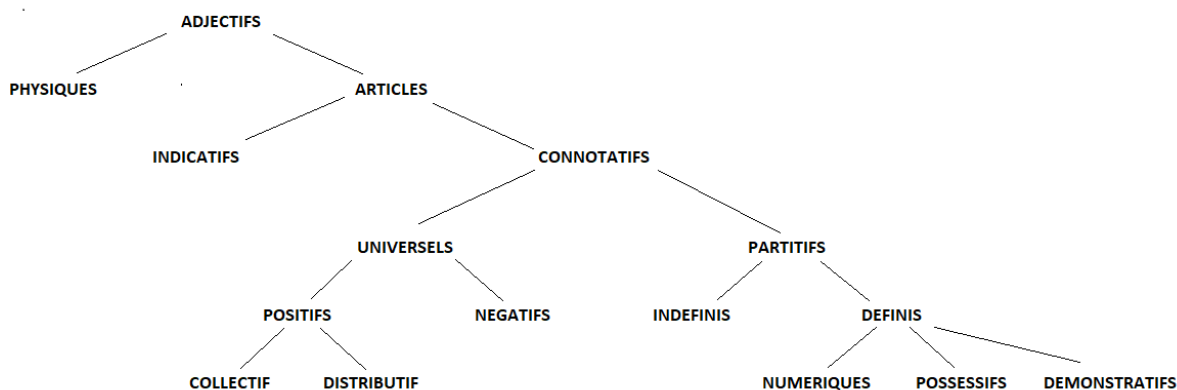 ADJECTIFS
PHYSIQUES ARTICLES
INDICATIFS CONNOTATIFS
UNIVERSELS PARTITIFS
POSITIFS NEGATIFS INDEFINIS DEFINIS
COLLECTIF DISTRIBUTIF NUMERIQUES POSSESSIFS DEMONSTRATIFS